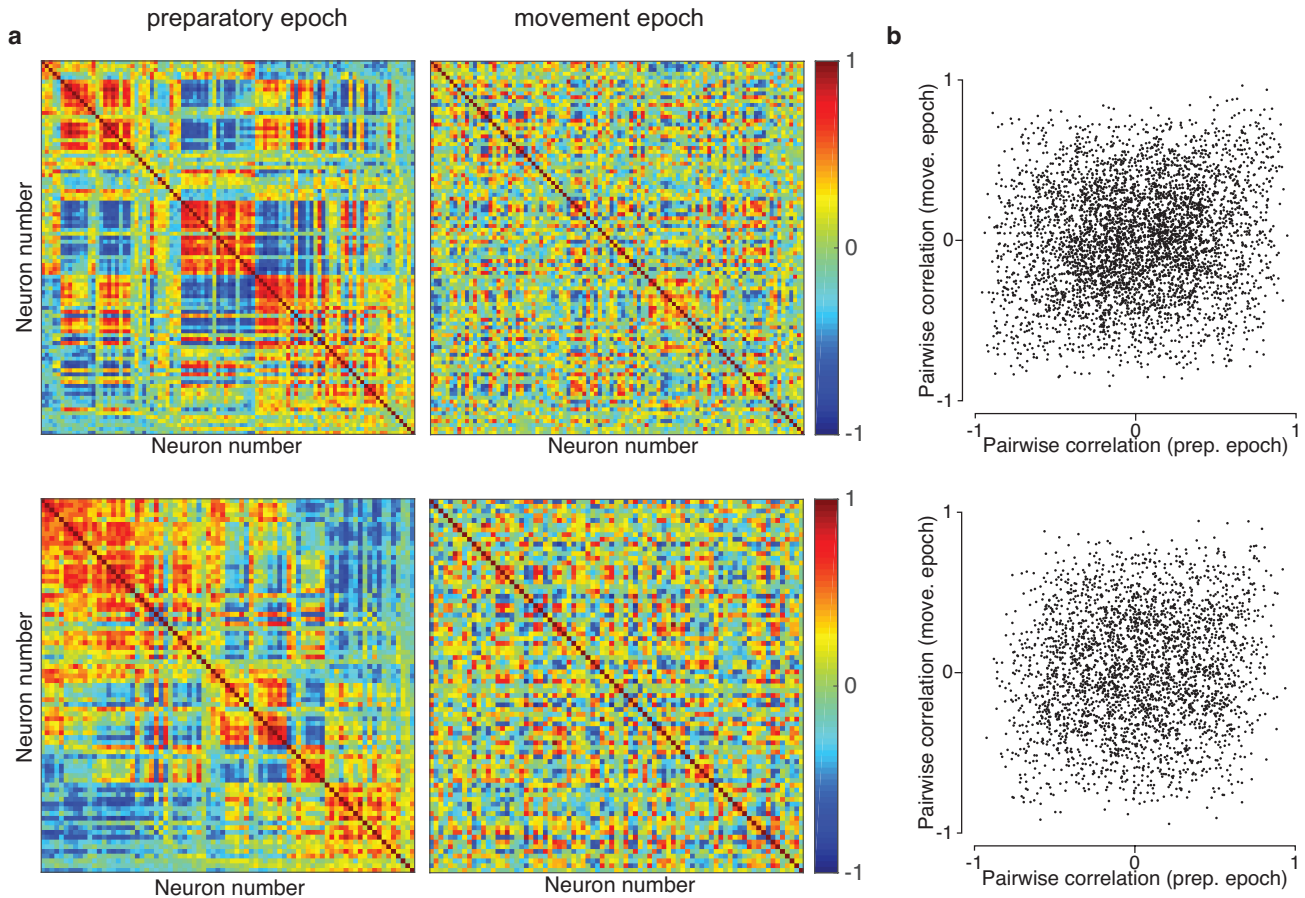 preparatory epoch
movement epoch
a
b
Neuron number
Neuron number
Neuron number
1
0
-1
Pairwise correlation (move. epoch)
1
0
-1
-1
0
1
Pairwise correlation (prep. epoch)
Neuron number
Neuron number
Neuron number
1
0
-1
Pairwise correlation (move. epoch)
1
0
-1
-1
0
1
Pairwise correlation (prep. epoch)